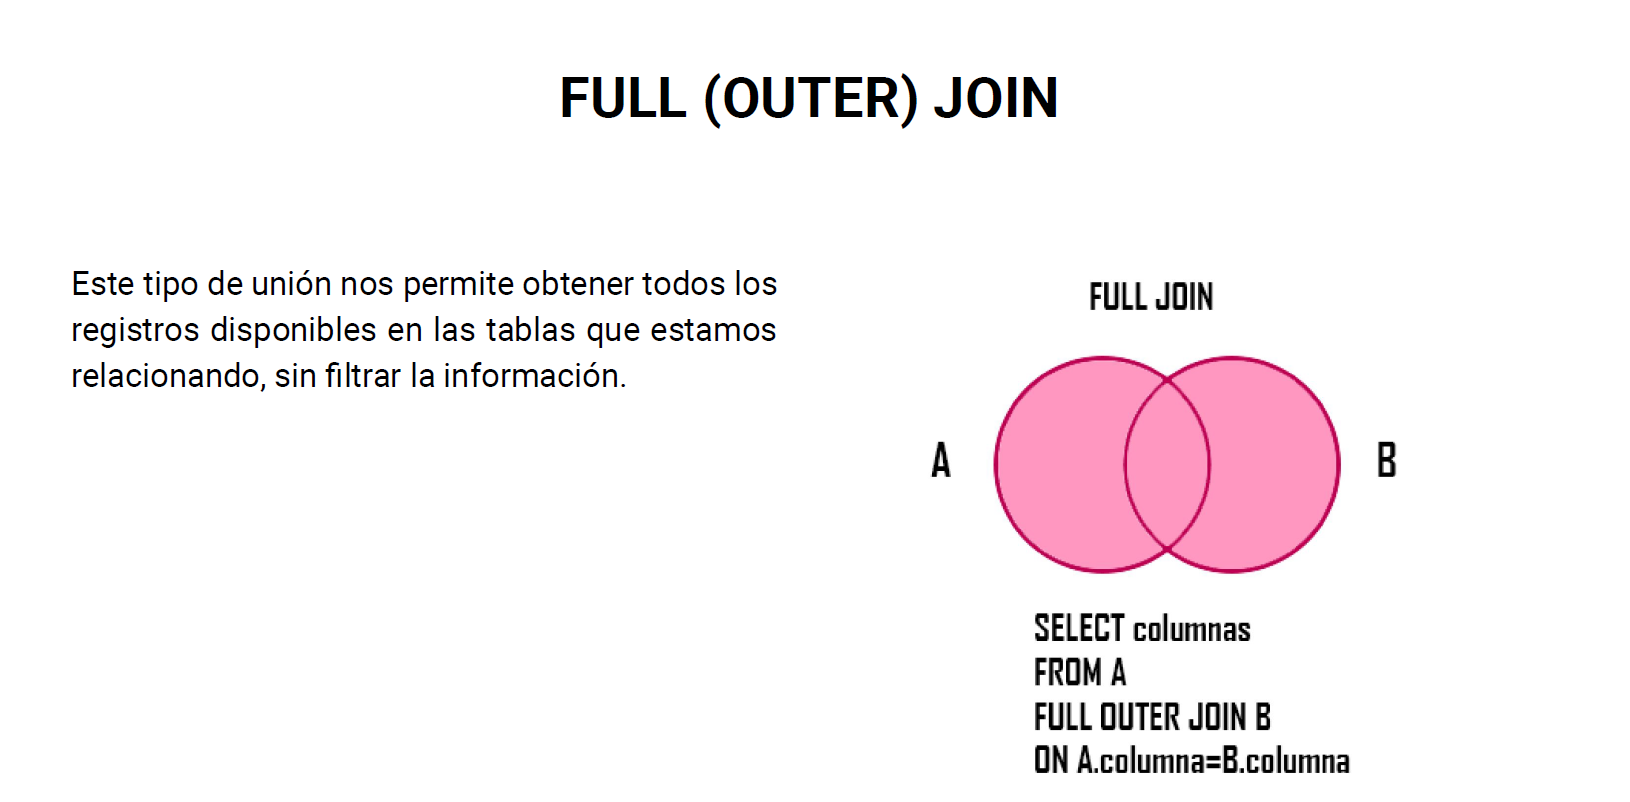 FULL (OUTER) JOIN
Este tipo de unión nos permite obtener todos los
registros disponibles en las tablas que estamos
relacionando, sin filtrar la información.
FULL JOIN
A
B
SELECT columnas
FROM A
FULL OUTER JOIN B
ON A.columna=B.columna